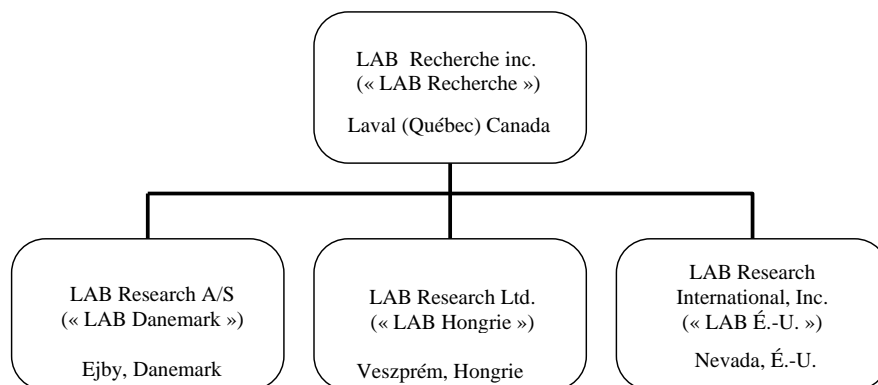 LAB Recherche inc.
(« LAB Recherche »)
Laval (Québec) Canada
LAB Research A/S
(« LAB Danemark »)
Ejby, Danemark
LAB Research Ltd.
(« LAB Hongrie »)
Veszprém, Hongrie
LAB Research
International, Inc.
(« LAB É.-U. »)
Nevada, É.-U.